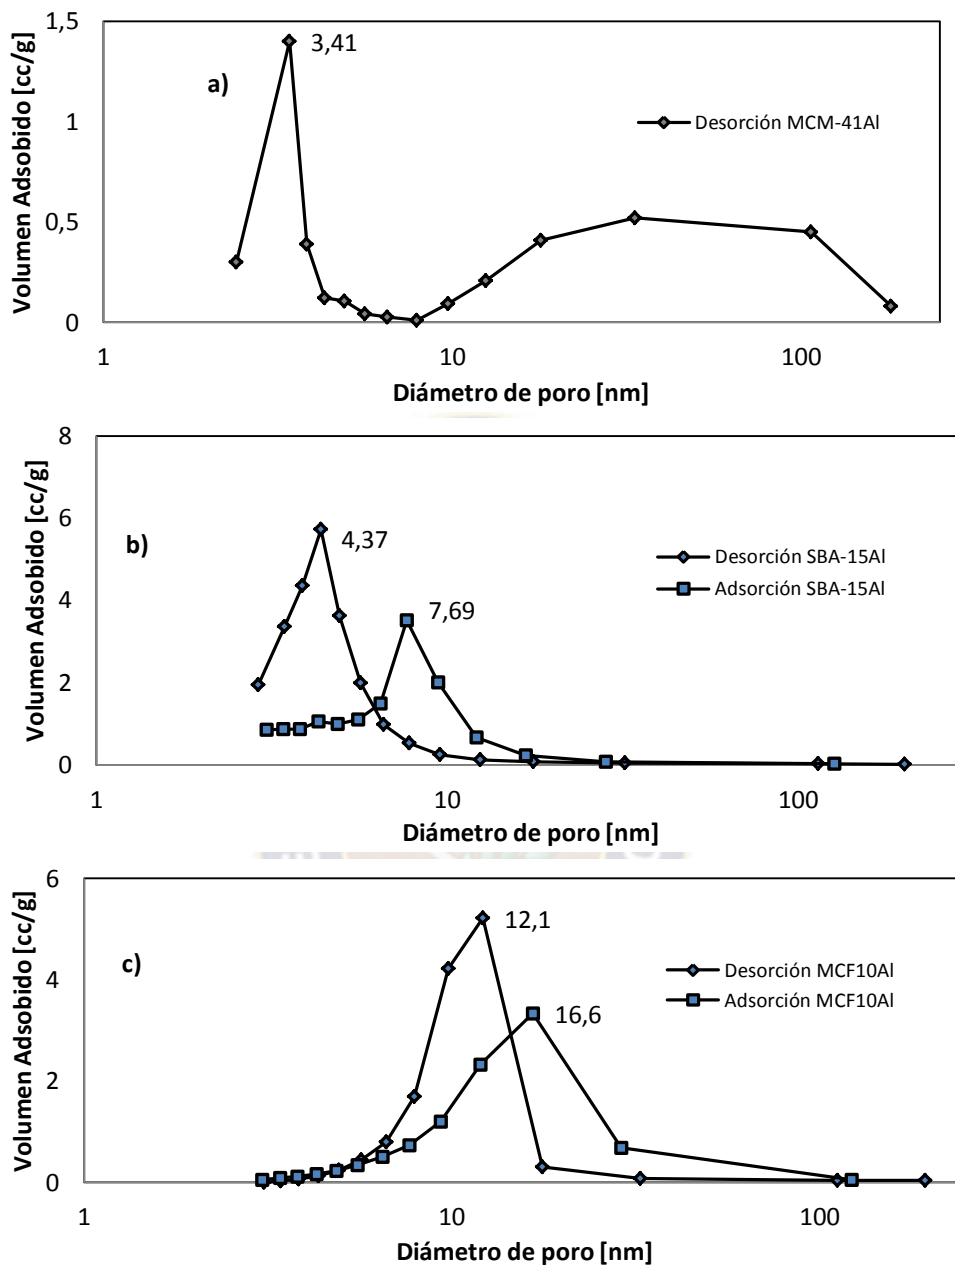 1,5
1
0,5
0
Volumen Adsobido [cc/g]
a)
3,41
Desorción MCM-41Al
1
10
100
Diámetro de poro [nm]
8
6
4
2
0
Volumen Adsobido [cc/g]
b)
4,37
7,69
Desorción SBA-15Al
Adsorción SBA-15Al
1
10
100
Diámetro de poro [nm]
6
4
2
0
Volumen Adsobido [cc/g]
c)
12,1
16,6
Desorción MCF10Al
Adsorción MCF10Al
1
10
100
Diámetro de poro [nm]